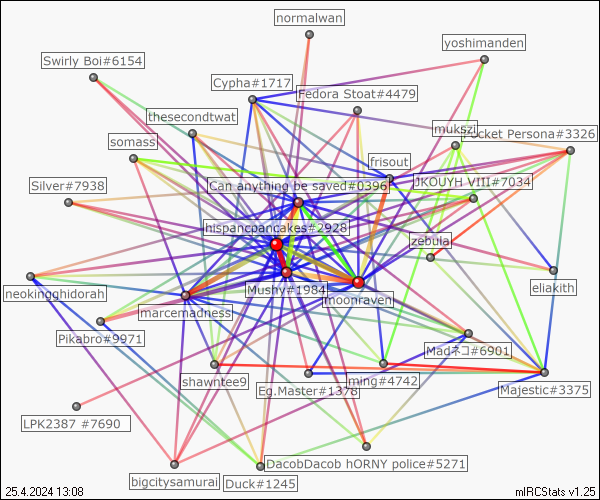 normalwan
yoshimanden
Swirly Boi#6154
Cypha#1717
Fedora Stoat#4479
thesecondtwat
mukszi
Pocket Persona#3326
somass
frisout
Silver#7938
Can anything be saved#0396
JKOUYH VIII#7034
hispancpancakes#2928
zebula
neokingghidorah
Mushy#1984
moonraven
eliakith
marcemadness
Pikabro#9971
Madネコ#6901
shawntee9
Eg.Master#1378
ming#4742
Majestic#3375
LPK2387 #7690
DacobDacob hORNY police#5271
bigcitysamurai
Duck#1245
25.4.2024 13:08
mIRCStats v1.25